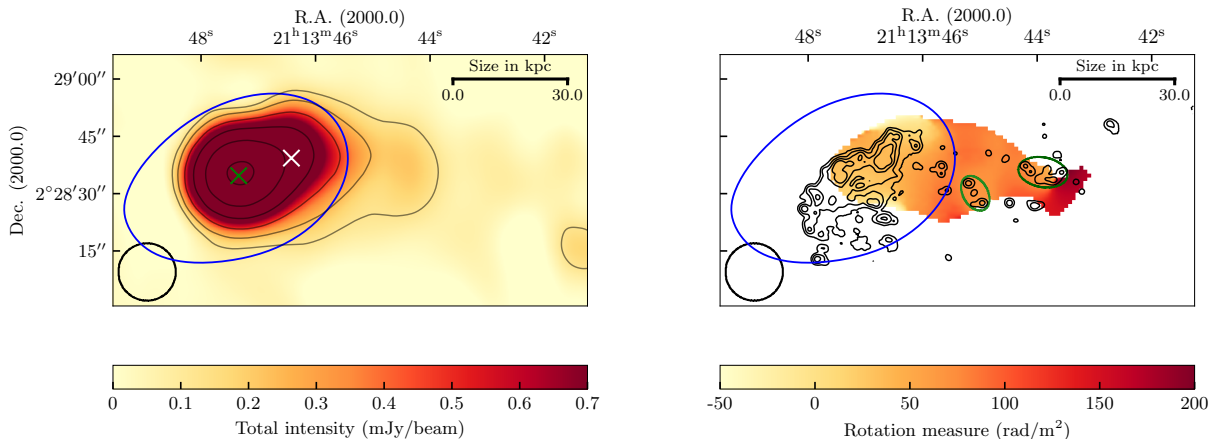 R.A. (2000.0)
48ˢ 21ʰ13ᵐ46ˢ 44ˢ 42ˢ
Size in kpc
0.0 30.0
Dec. (2000.0)
29′00′′
45′′
2°28′30′′
15′′
0 0.1 0.2 0.3 0.4 0.5 0.6 0.7
Total intensity (mJy/beam)
R.A. (2000.0)
48ˢ 21ʰ13ᵐ46ˢ 44ˢ 42ˢ
Size in kpc
0.0 30.0
-50 0 50 100 150 200
Rotation measure (rad/m²)